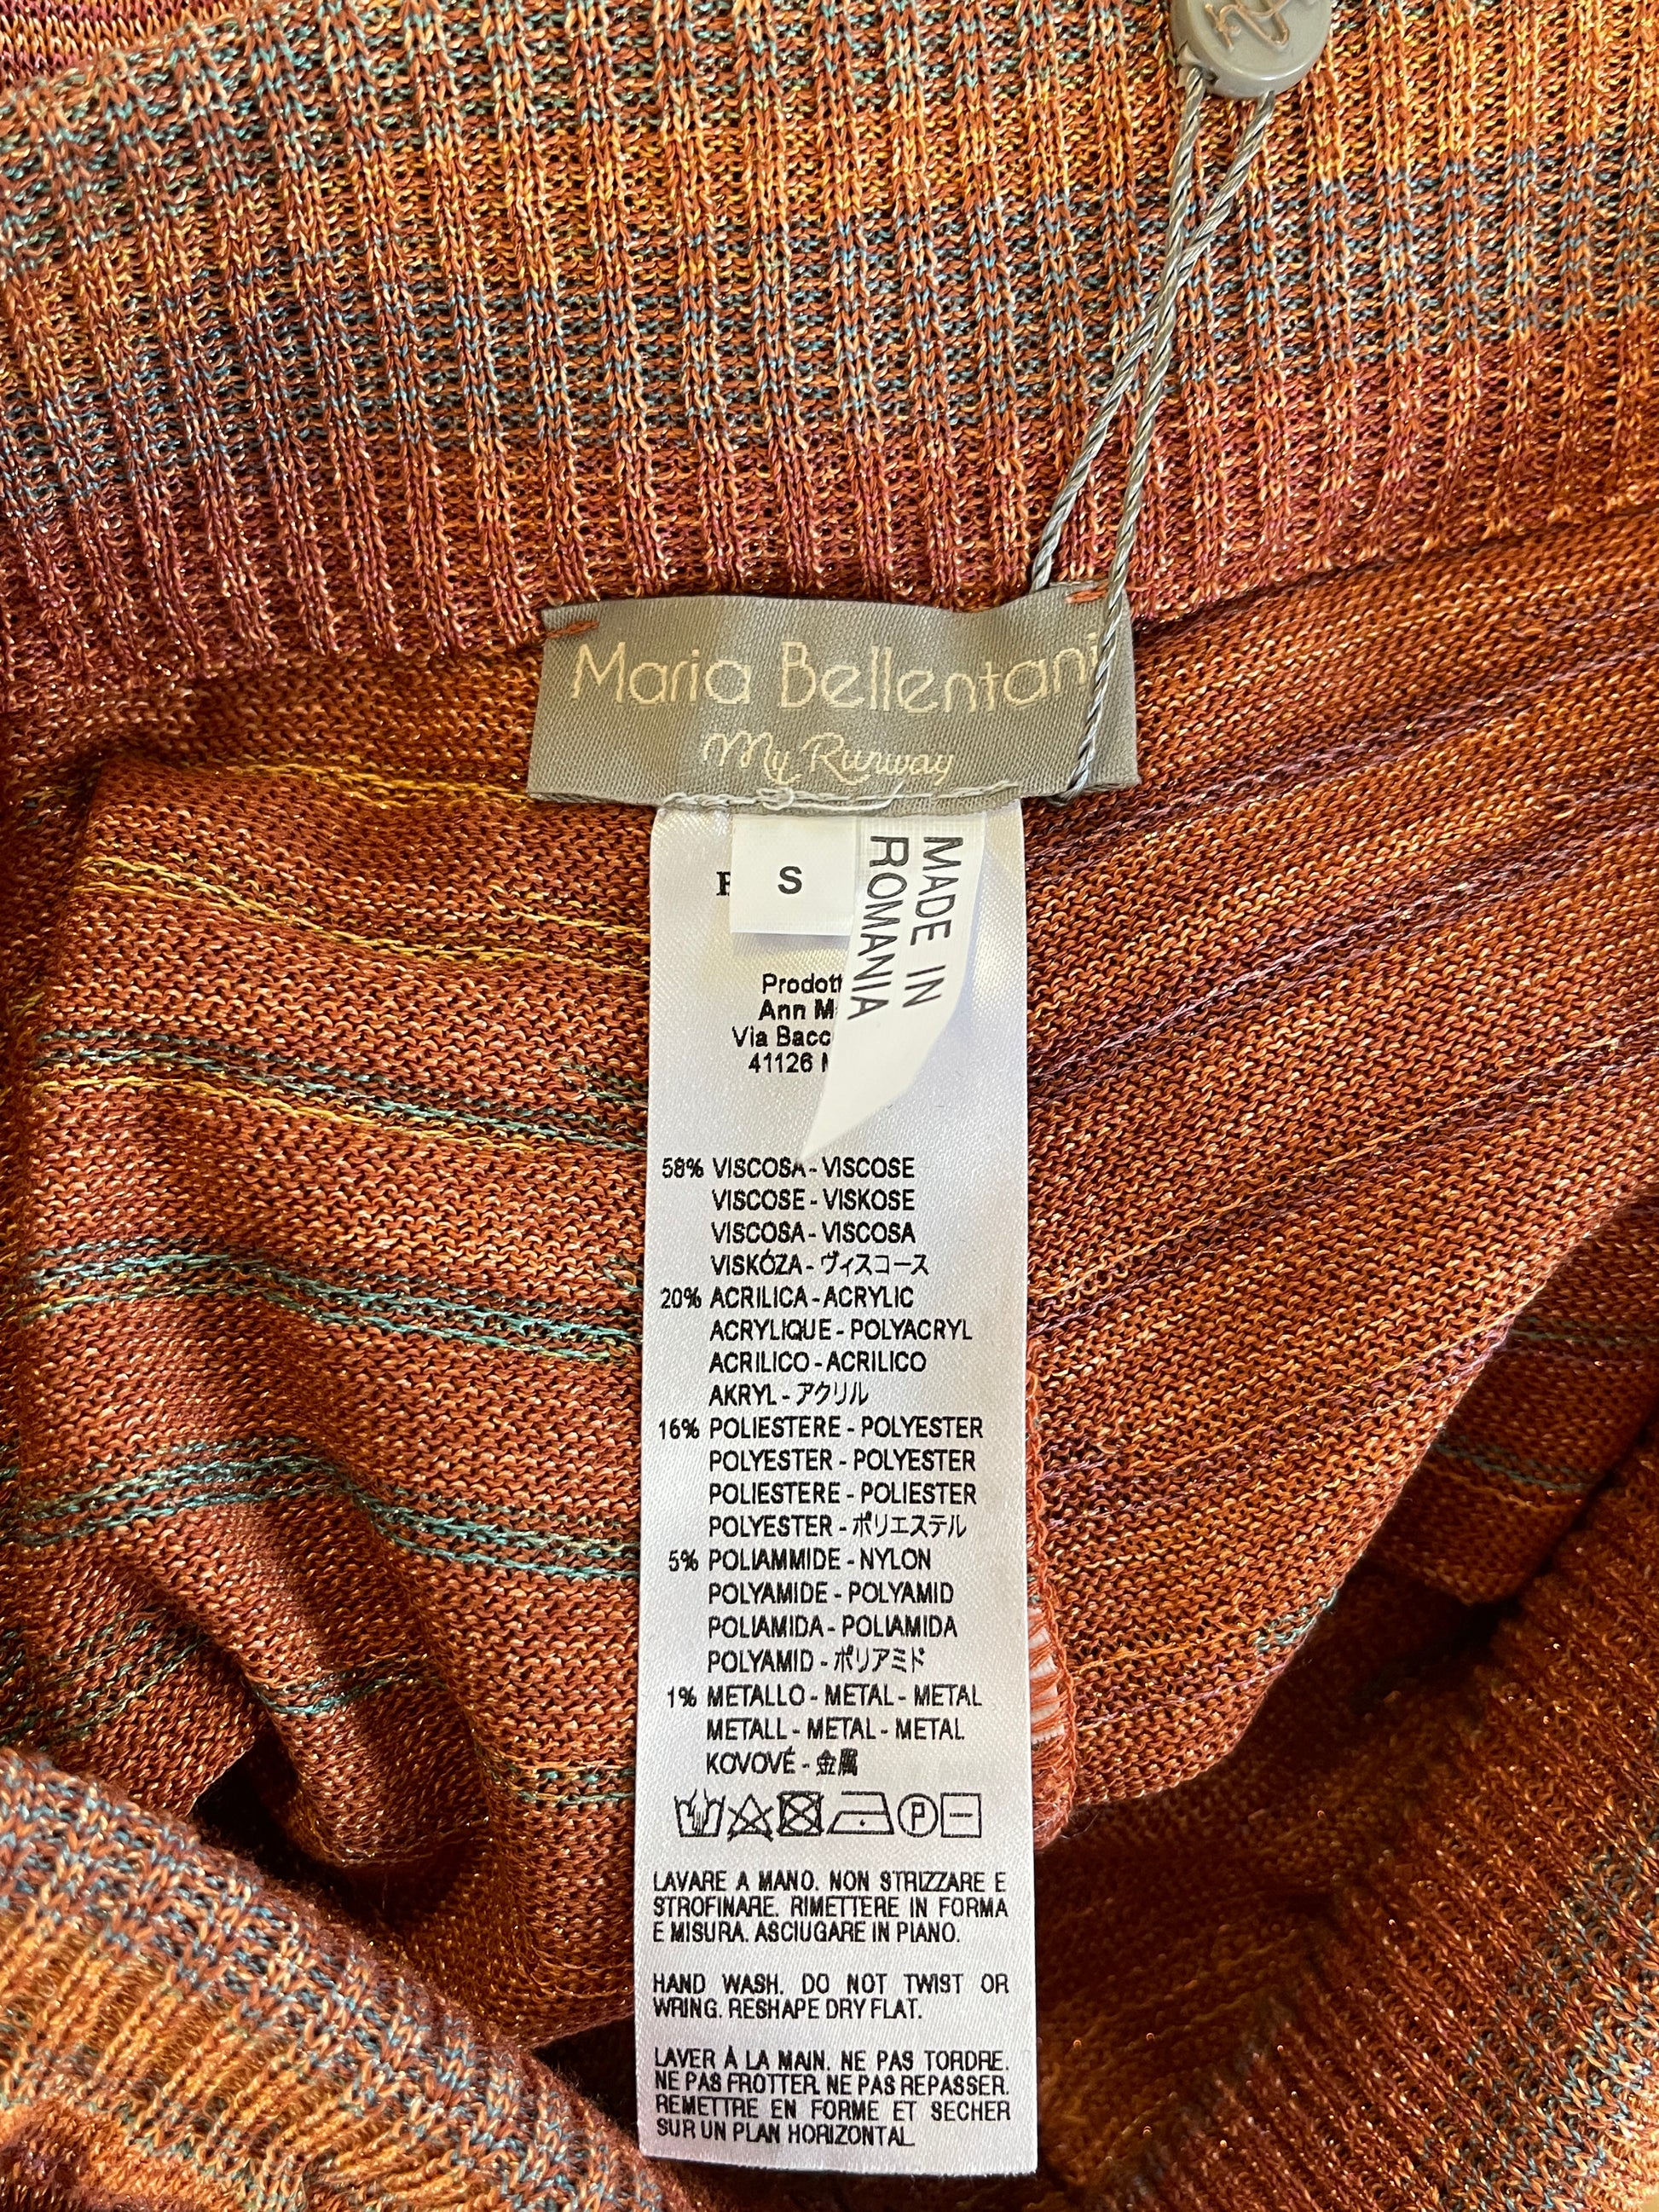 Maria Bellentani
My Runway
S
MADE IN
ROMANIA
Prodott
Ann M
Via Bacc
41126
58% VISCOSA - VISCOSE
VISCOSE - VISKOSE
VISCOSA - VISCOSA
VISKÓZA - ヴィスコース
20% ACRILICA - ACRYLIC
ACRYLIQUE - POLYACRYL
ACRILICO - ACRILICO
AKRYL - アクリル
16% POLIESTERE - POLYESTER
POLYESTER - POLYESTER
POLIESTERE - POLIESTER
POLYESTER - ポリエステル
5% POLIAMMIDE - NYLON
POLYAMIDE - POLYAMID
POLIAMIDA - POLIAMIDA
POLYAMID - ポリアミド
1% METALLO - METAL - METAL
METALL - METAL - METAL
KOVOVÉ - 金属
P
LAVARE A MANO. NON STRIZZARE E
STROFINARE. RIMETTERE IN FORMA
E MISURA. ASCIUGARE IN PIANO.
HAND WASH. DO NOT TWIST OR
WRING. RESHAPE DRY FLAT.
LAVER À LA MAIN. NE PAS TORDRE.
NE PAS FROTTER. NE PAS REPASSER.
REMETTRE EN FORME ET SECHER
SUR UN PLAN HORIZONTAL